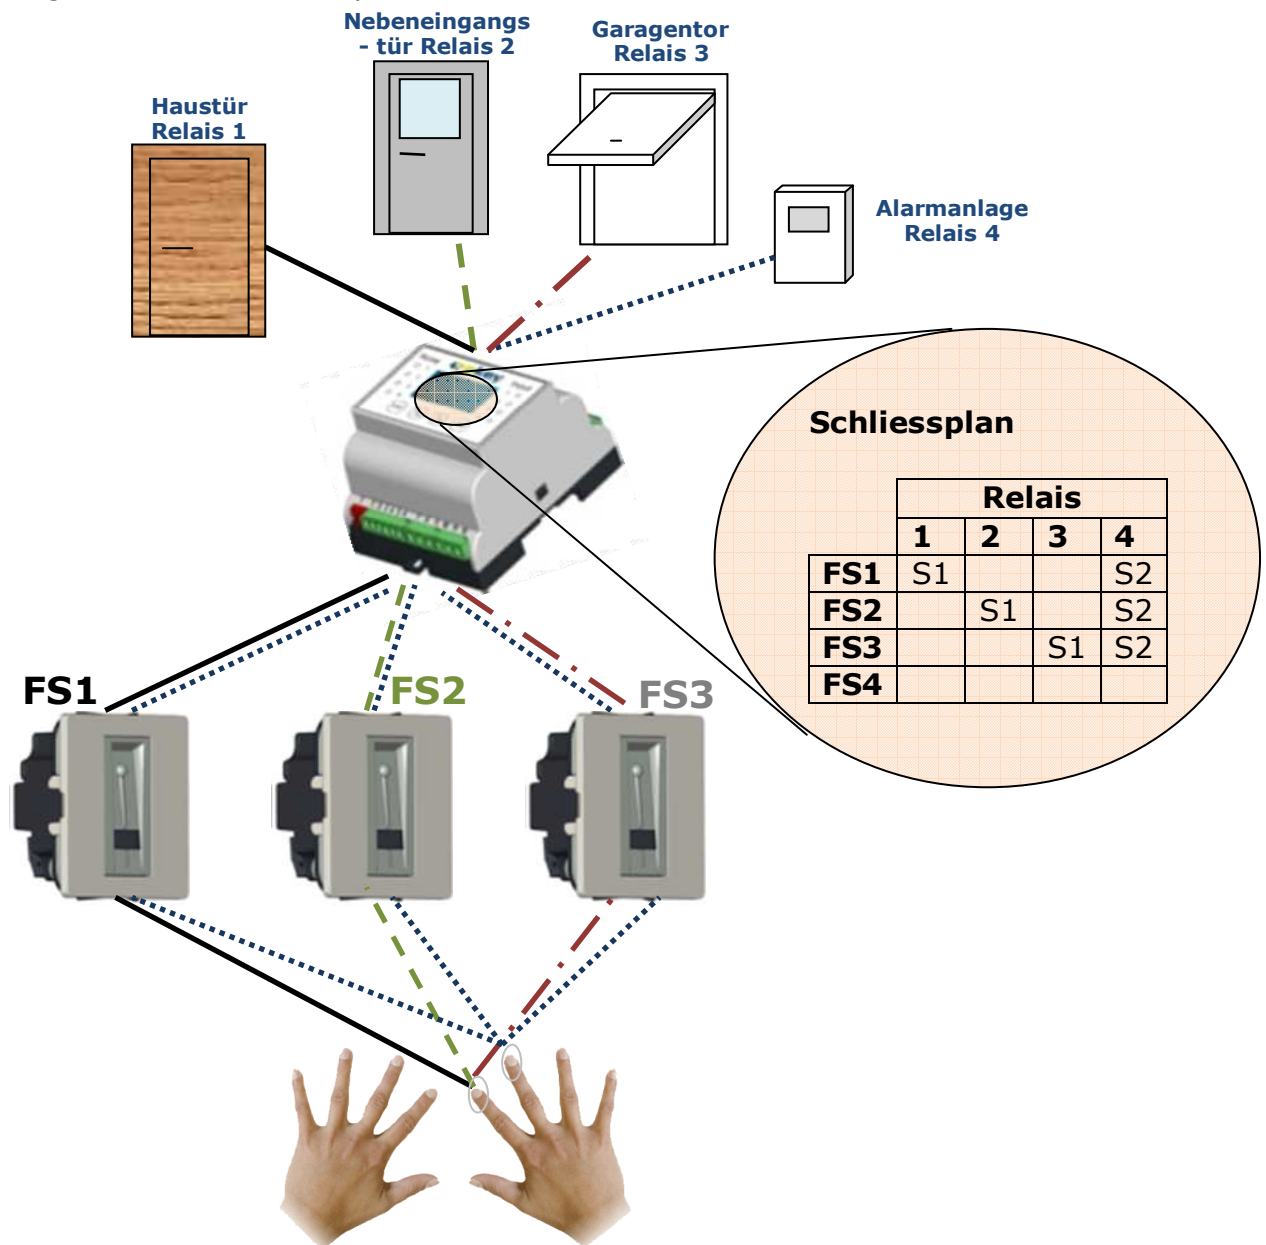 Nebeneingangs
- tür Relais 2
Garagentor
Relais 3
Haustür
Relais 1
Alarmanlage
Relais 4
Schliessplan
Relais
1 2 3 4
FS1 S1 S2
FS2 S1 S2
FS3 S1 S2
FS4
FS1 FS2 FS3